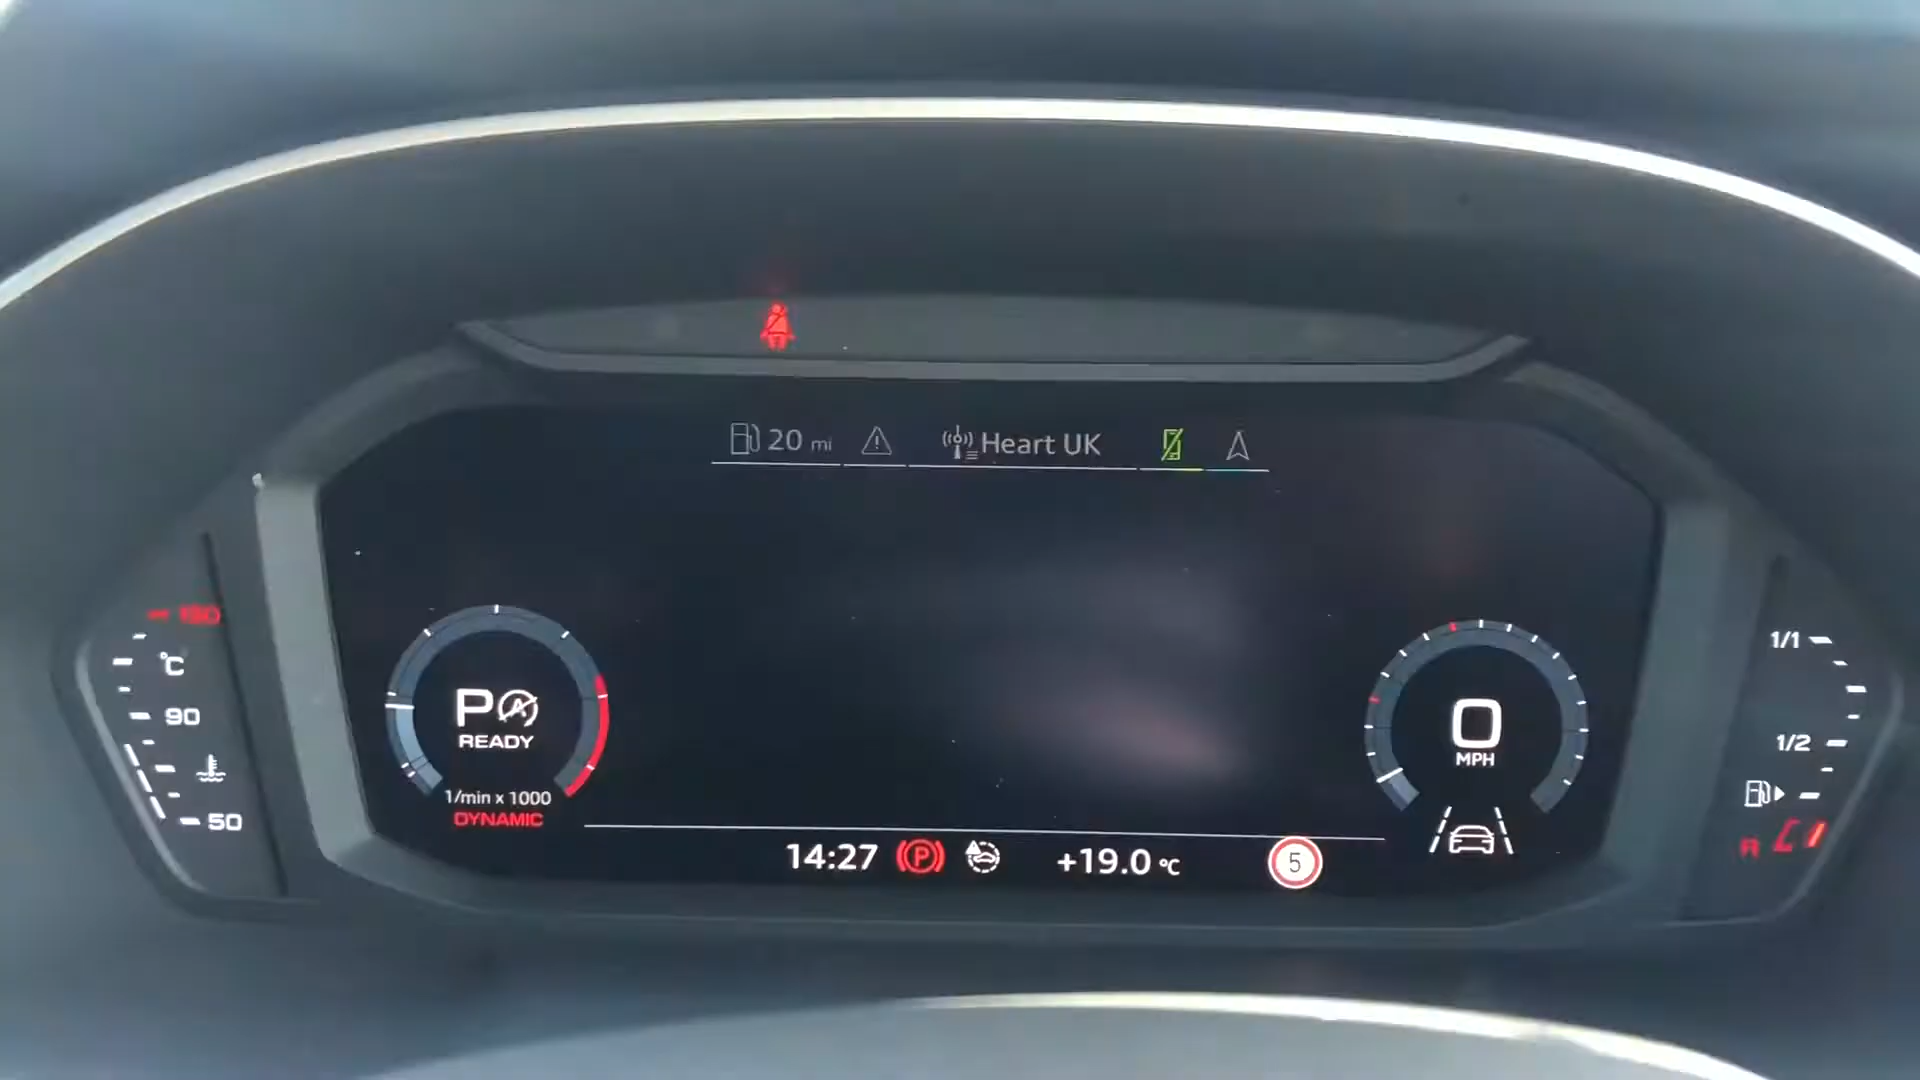 20 mi
Heart UK
130
°C
90
50
P
READY
1/min x 1000
DYNAMIC
0
MPH
14:27
P
+19.0 °C
5
1/1
1/2
R